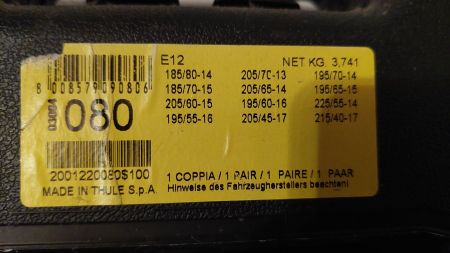 E12 NET KG. 3,741
185/80-14 205/70-13 195/70-14
185/70-15 205/65-14 195/65-15
205/60-15 195/60-16 225/55-14
195/55-16 205/45-17 215/40-17
8 008579 090806
03004
080
2001220080$100
MADE IN THULE S.p.A.
1 COPPIA / 1 PAIR / 1 PAIRE / 1 PAAR
Hinweise des Fahrzeugherstellers beachten!